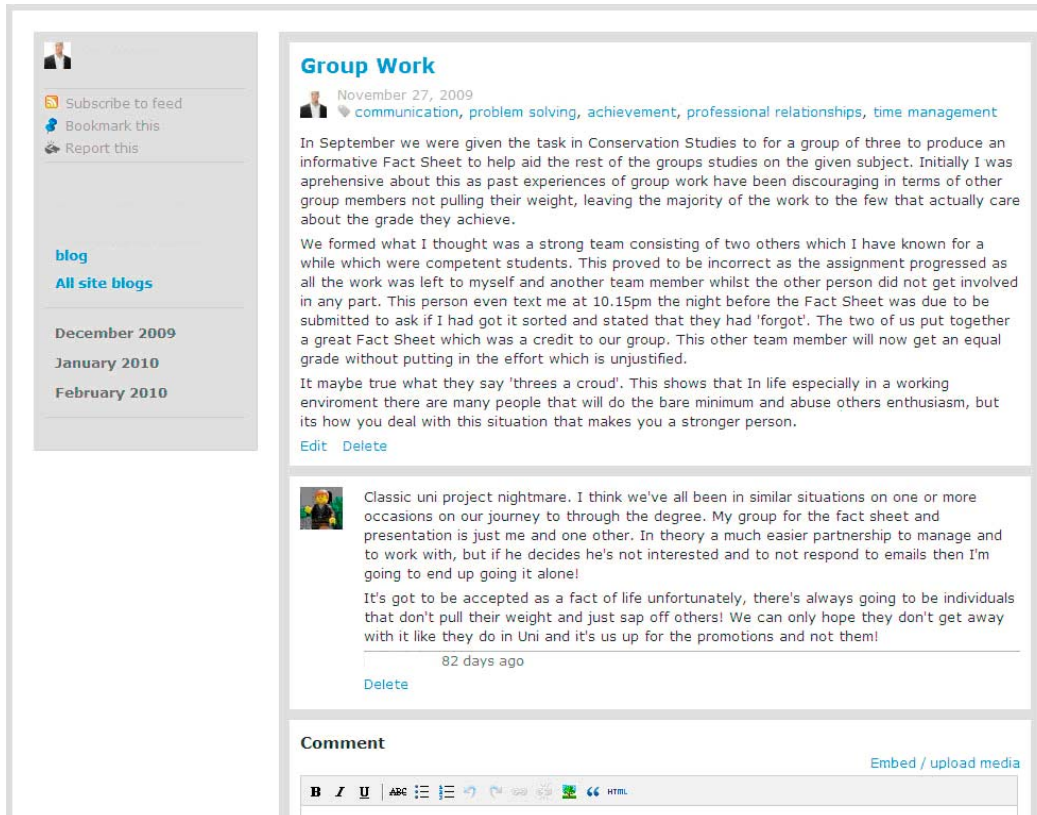 Subscribe to feed
Bookmark this
Report this
blog
All site blogs
December 2009
January 2010
February 2010
Group Work
November 27, 2009
communication, problem solving, achievement, professional relationships, time management
In September we were given the task in Conservation Studies to for a group of three to produce an
informative Fact Sheet to help aid the rest of the groups studies on the given subject. Initially I was
aprehensive about this as past experiences of group work have been discouraging in terms of other
group members not pulling their weight, leaving the majority of the work to the few that actually care
about the grade they achieve.
We formed what I thought was a strong team consisting of two others which I have known for a
while which were competent students. This proved to be incorrect as the assignment progressed as
all the work was left to myself and another team member whilst the other person did not get involved
in any part. This person even text me at 10.15pm the night before the Fact Sheet was due to be
submitted to ask if I had got it sorted and stated that they had 'forgot'. The two of us put together
a great Fact Sheet which was a credit to our group. This other team member will now get an equal
grade without putting in the effort which is unjustified.
It maybe true what they say 'threes a croud'. This shows that In life especially in a working
enviroment there are many people that will do the bare minimum and abuse others enthusiasm, but
its how you deal with this situation that makes you a stronger person.
Edit Delete
Classic uni project nightmare. I think we've all been in similar situations on one or more
occasions on our journey to through the degree. My group for the fact sheet and
presentation is just me and one other. In theory a much easier partnership to manage and
to work with, but if he decides he's not interested and to not respond to emails then I'm
going to end up going it alone!
It's got to be accepted as a fact of life unfortunately, there's always going to be individuals
that don't pull their weight and just sap off others! We can only hope they don't get away
with it like they do in Uni and it's us up for the promotions and not them!
82 days ago
Delete
Comment
Embed / upload media
B I U ABC HTML